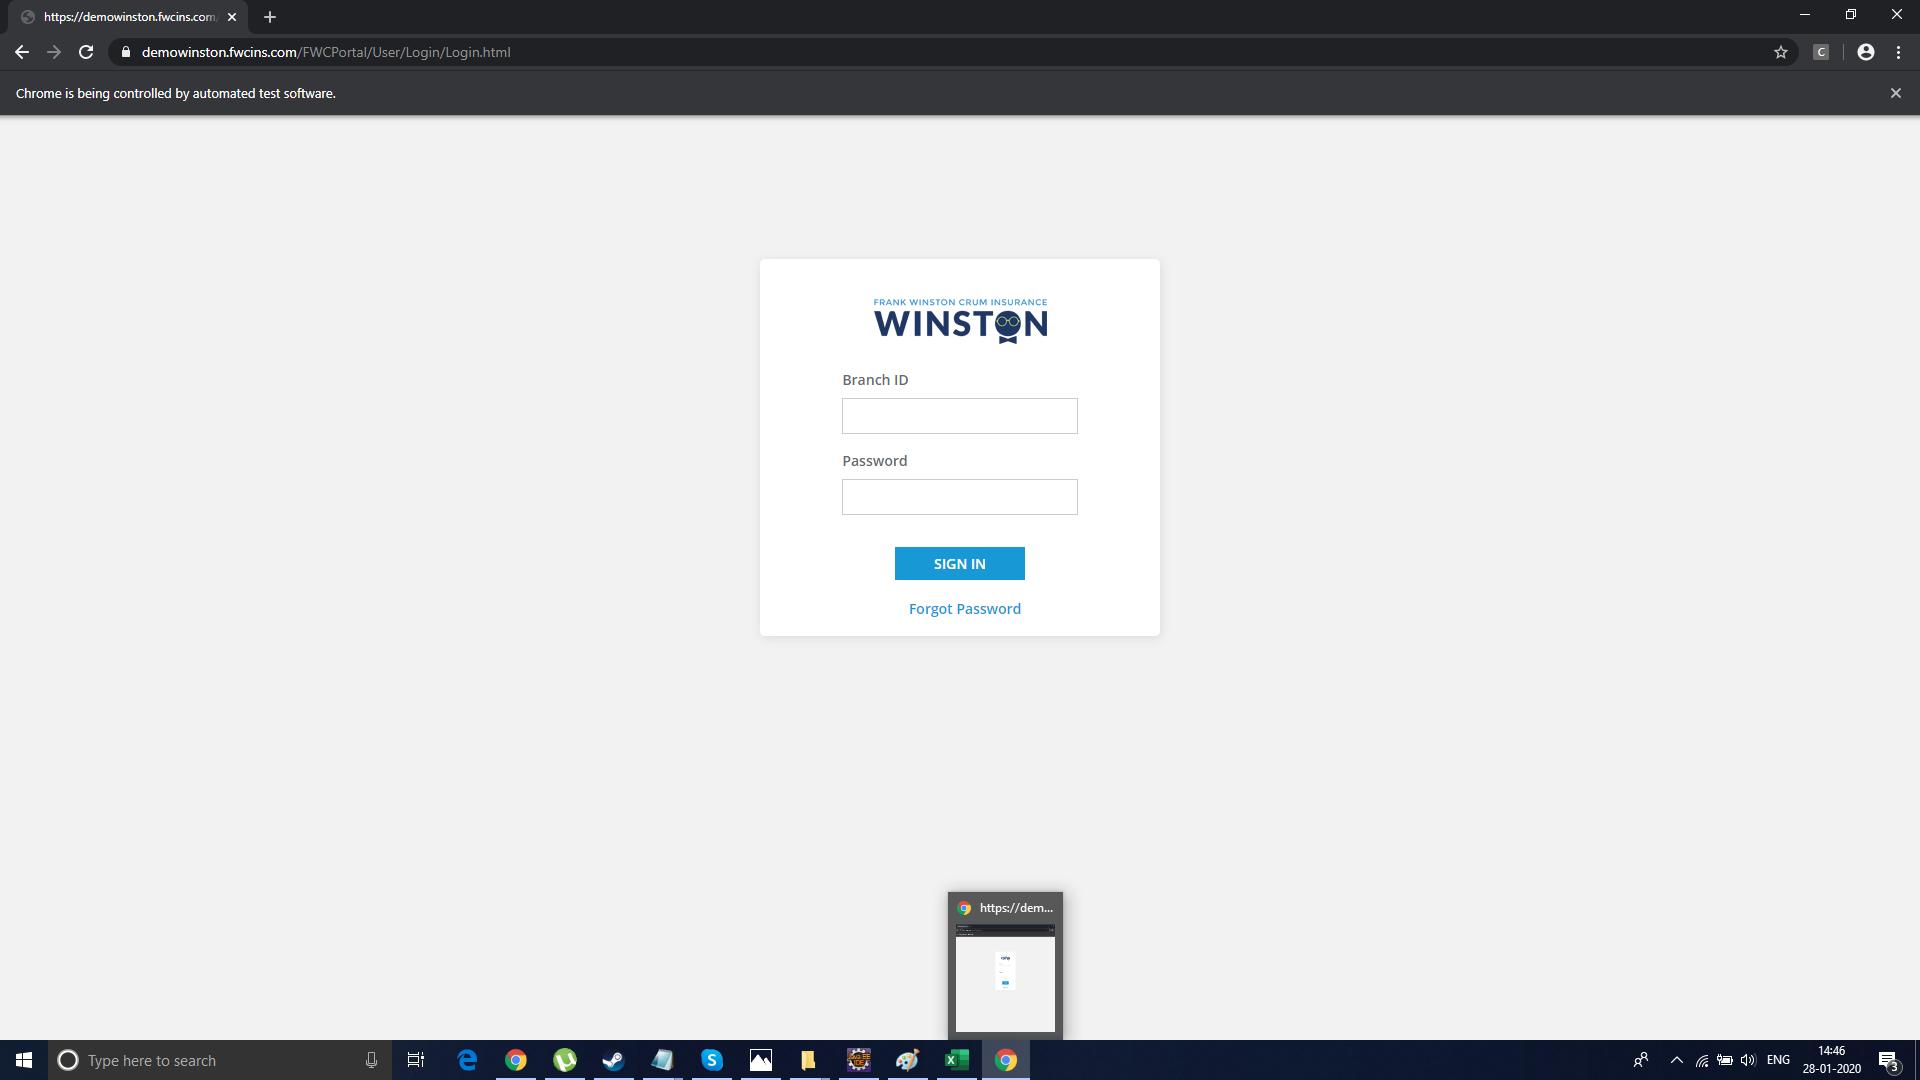 https://demowinston.fwcins.com/
demowinston.fwcins.com/FWCPortal/User/Login/Login.html
C
Chrome is being controlled by automated test software.
FRANK WINSTON CRUM INSURANCE
WINSTON
Branch ID
Password
SIGN IN
Forgot Password
https://dem...
Type here to search
ENG
14:46
28-01-2020
3